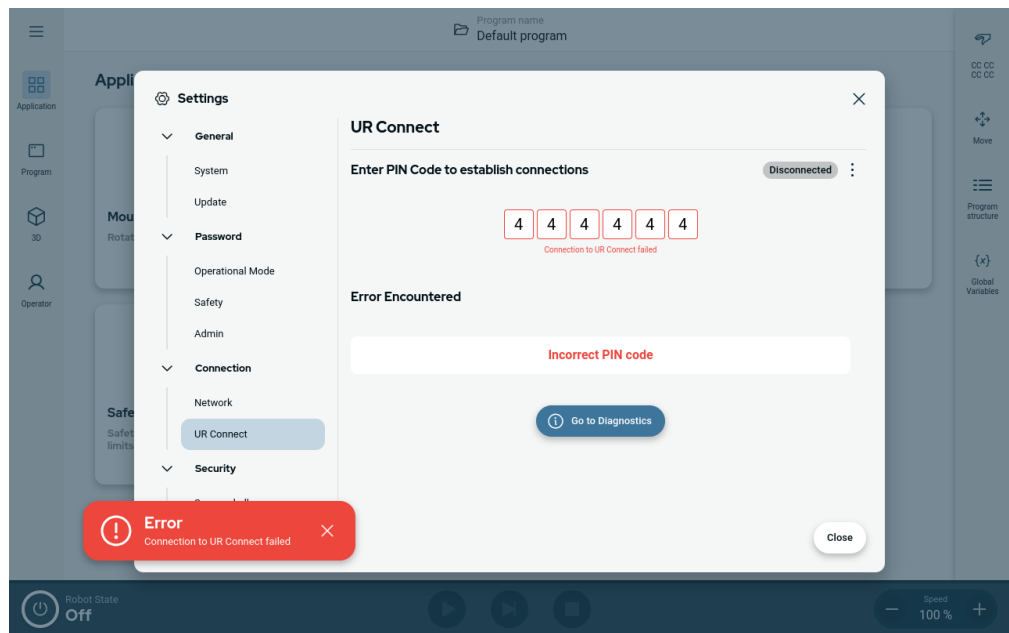 Program name
Default program
Appli
Application
Program
3D
Operator
Mou
Rotat
Safe
Safet
limits
Settings
General
System
Update
Password
Operational Mode
Safety
Admin
Connection
Network
UR Connect
Security
UR Connect
Enter PIN Code to establish connections
Disconnected
4 4 4 4 4 4
Connection to UR Connect failed
Error Encountered
Incorrect PIN code
Go to Diagnostics
Close
Error
Connection to UR Connect failed
CC CC
CC CC
Move
Program
structure
{x}
Global
Variables
Robot State
Off
Speed
100 %